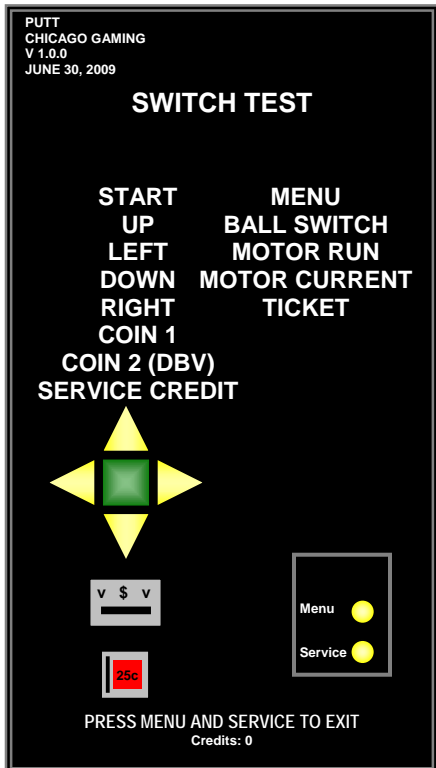 PUTT
CHICAGO GAMING
V 1.0.0
JUNE 30, 2009
SWITCH TEST
START MENU
UP BALL SWITCH
LEFT MOTOR RUN
DOWN MOTOR CURRENT
RIGHT TICKET
COIN 1
COIN 2 (DBV)
SERVICE CREDIT
v $ v
Menu
Service
25c
PRESS MENU AND SERVICE TO EXIT
Credits: 0